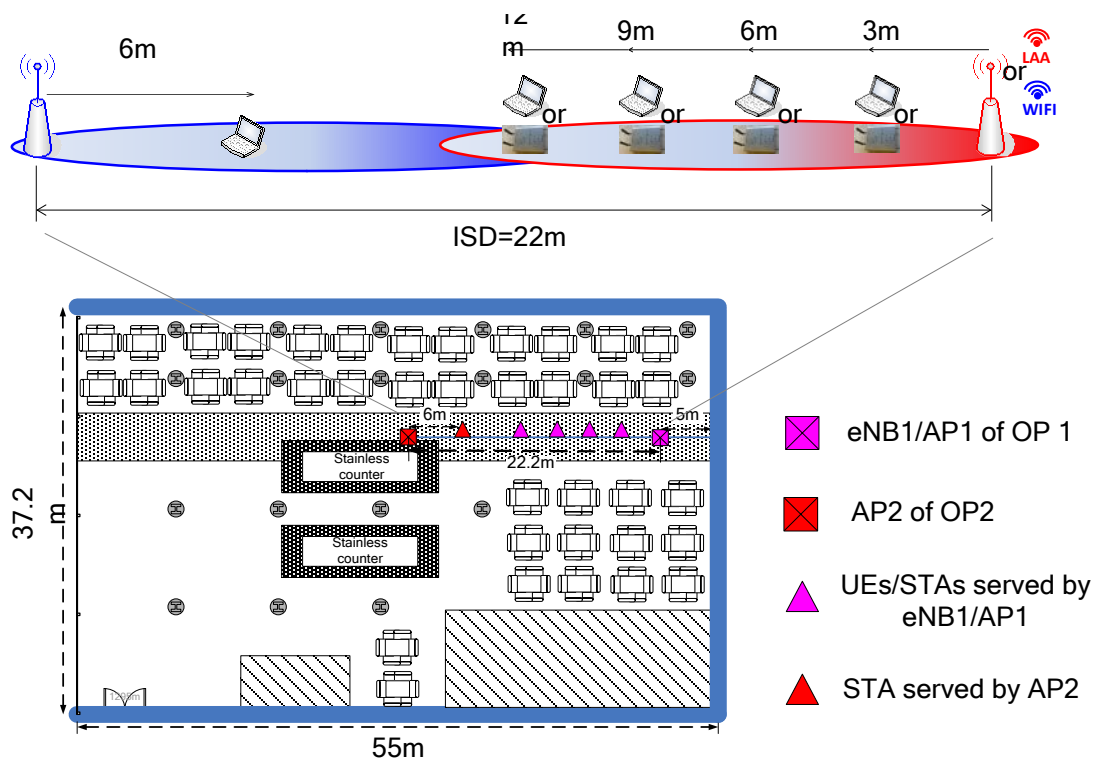 12
m
9m
6m
3m
6m
or
LAA
WIFI
or
or
or
or
ISD=22m
6m
5m
22.2m
Stainless
counter
Stainless
counter
37.2
m
55m
eNB1/AP1 of OP 1
AP2 of OP2
UEs/STAs served by
eNB1/AP1
STA served by AP2